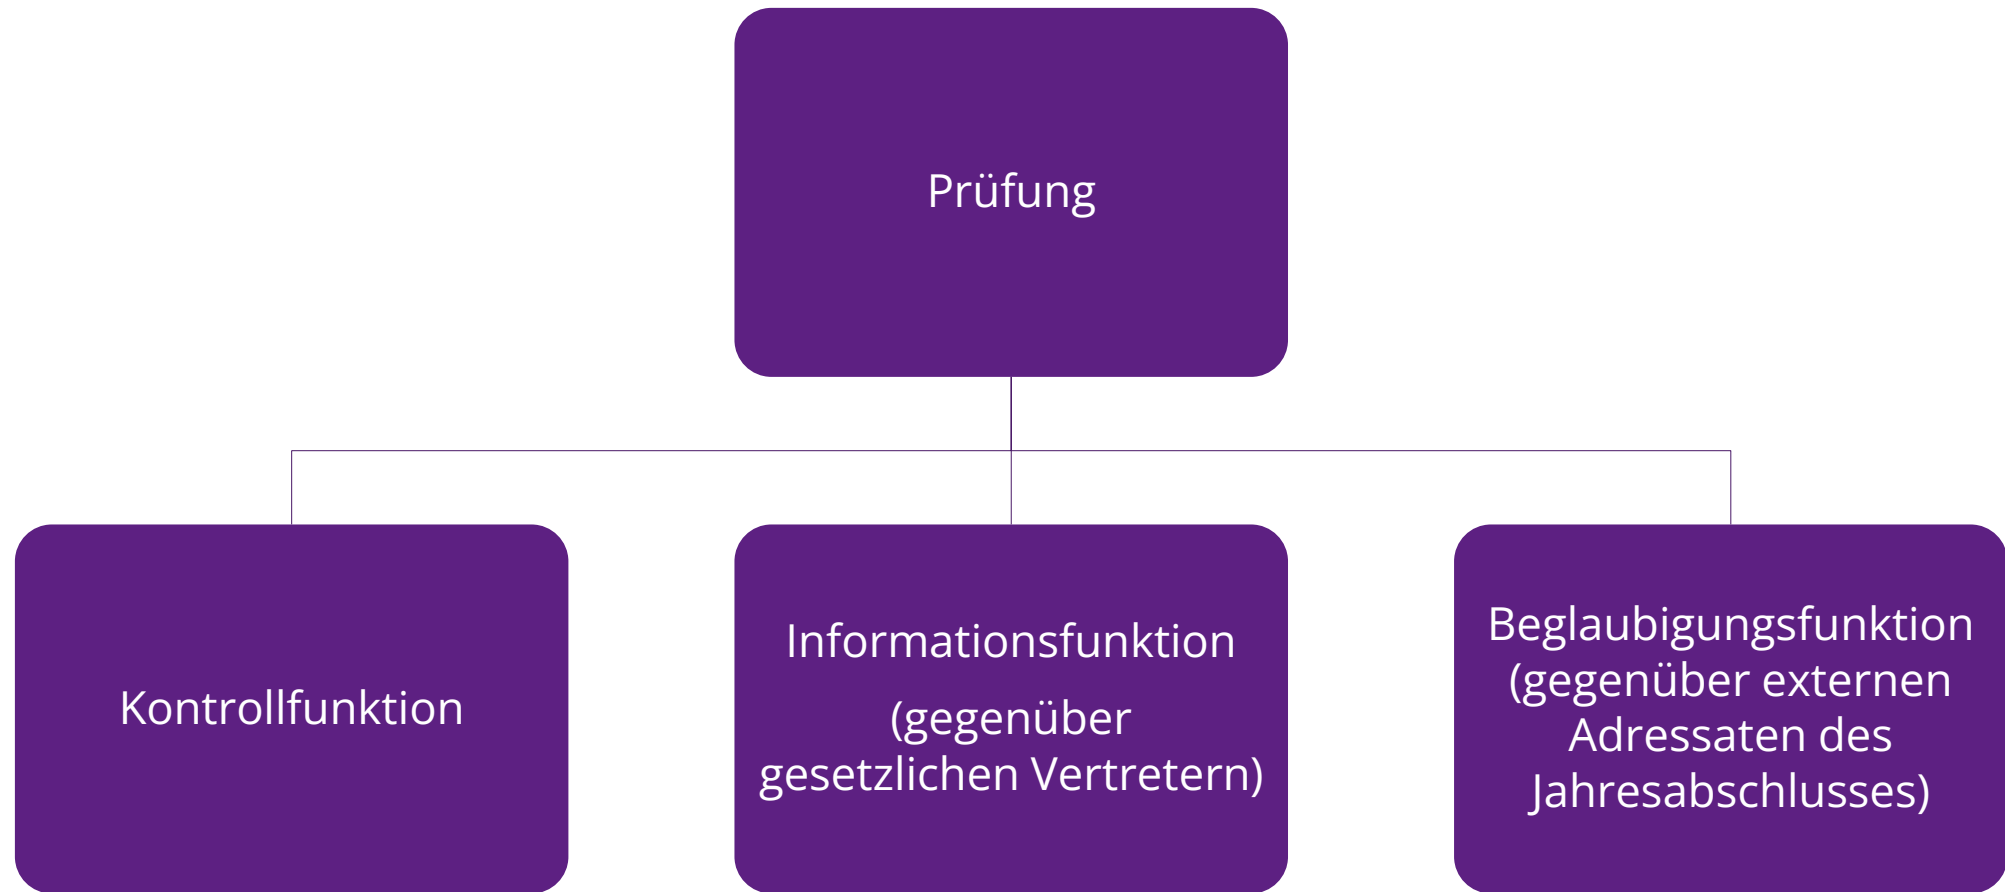 Prüfung
Kontrollfunktion
Informationsfunktion
(gegenüber
gesetzlichen Vertretern)
Beglaubigungsfunktion
(gegenüber externen
Adressaten des
Jahresabschlusses)